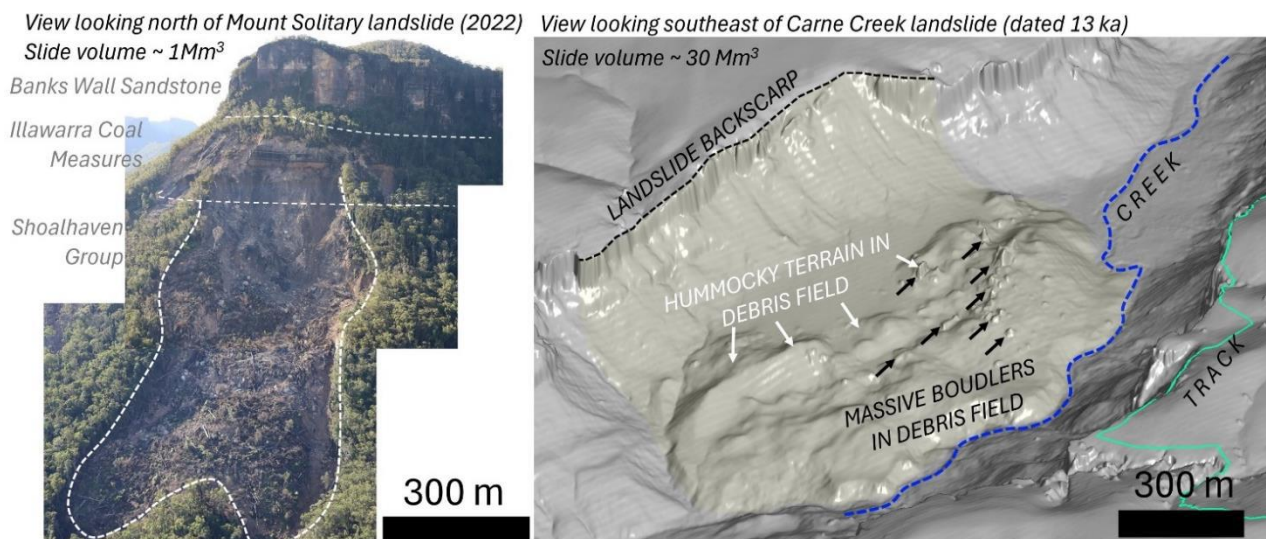 View looking north of Mount Solitary landslide (2022)
Slide volume ~ 1Mm³
Banks Wall Sandstone
Illawarra Coal
Measures
Shoalhaven
Group
300 m
View looking southeast of Carne Creek landslide (dated 13 ka)
Slide volume ~ 30 Mm³
LANDSLIDE BACKSCARP
HUMMOCKY TERRAIN IN
DEBRIS FIELD
MASSIVE BOUDLERS
IN DEBRIS FIELD
CREEK
TRACK
300 m